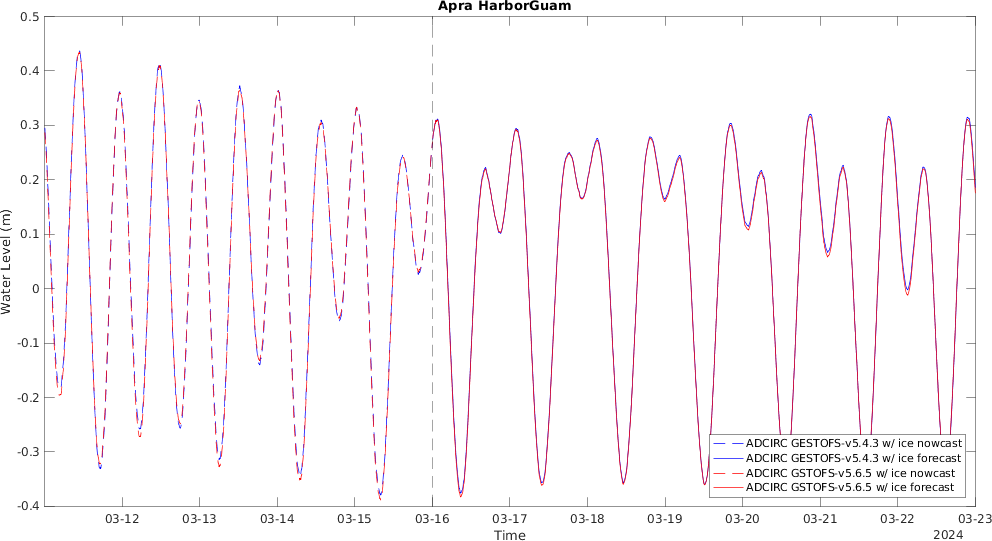 Apra HarborGuam
0.5
0.4
0.3
0.2
0.1
0
-0.1
-0.2
-0.3
-0.4
Water Level (m)
ADCIRC GESTOFS-v5.4.3 w/ ice nowcast
ADCIRC GESTOFS-v5.4.3 w/ ice forecast
ADCIRC GSTOFS-v5.6.5 w/ ice nowcast
ADCIRC GSTOFS-v5.6.5 w/ ice forecast
03-12 03-13 03-14 03-15 03-16 03-17 03-18 03-19 03-20 03-21 03-22 03-23
Time
2024